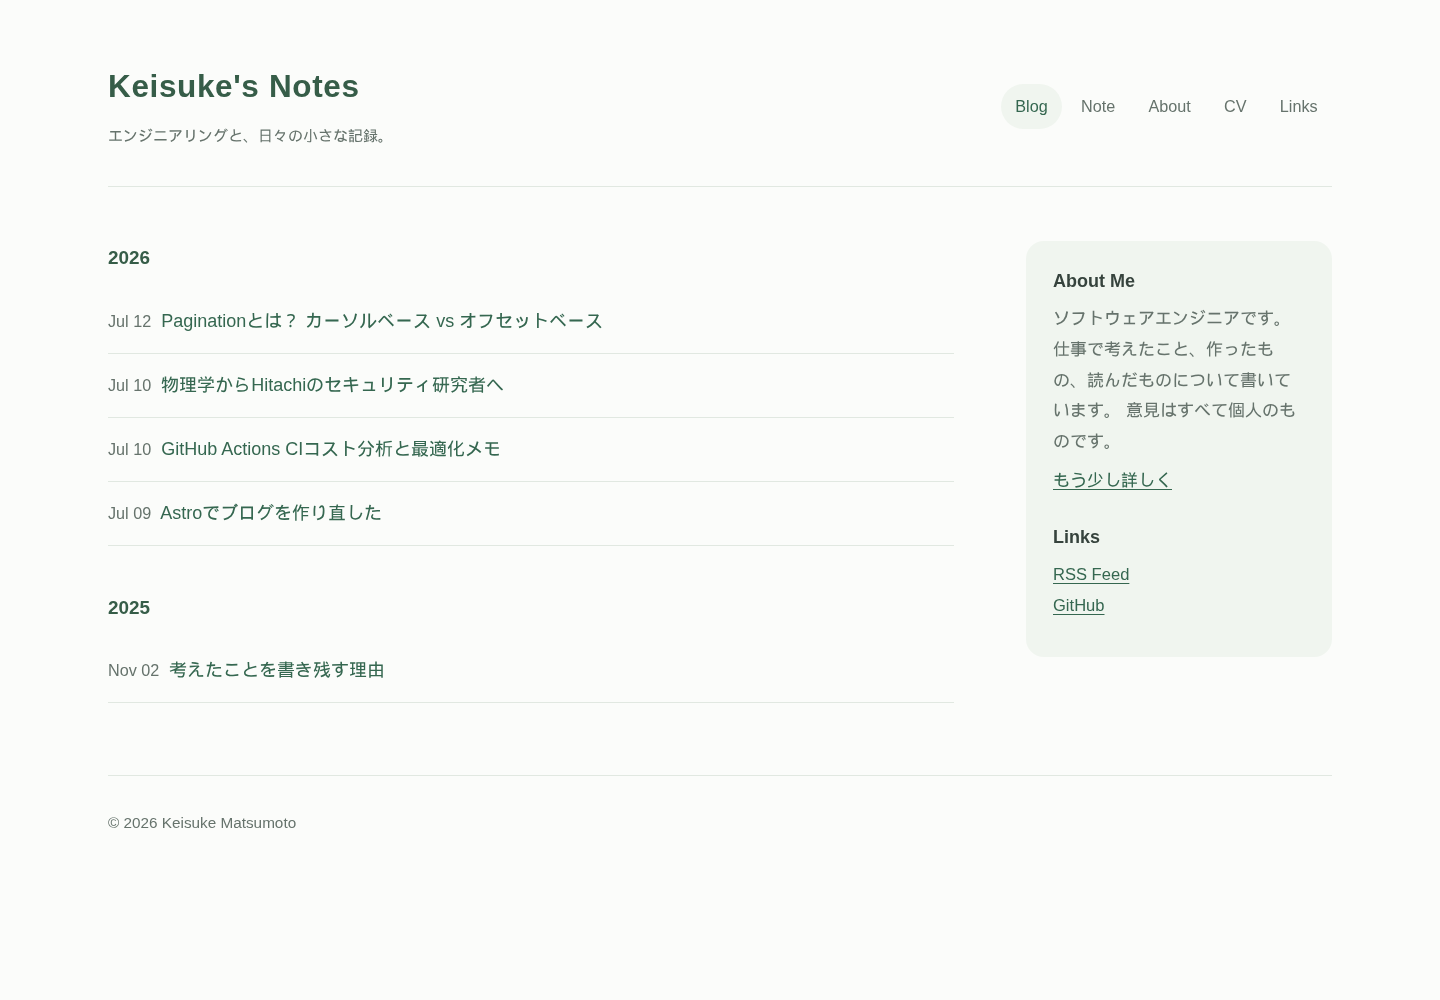 Keisuke's Notes
エンジニアリングと、日々の小さな記録。
Blog Note About CV Links
2026
Jul 12 Paginationとは？ カーソルベース vs オフセットベース
Jul 10 物理学からHitachiのセキュリティ研究者へ
Jul 10 GitHub Actions CIコスト分析と最適化メモ
Jul 09 Astroでブログを作り直した
2025
Nov 02 考えたことを書き残す理由
About Me
ソフトウェアエンジニアです。
仕事で考えたこと、作ったも
の、読んだものについて書いて
います。 意見はすべて個人のも
のです。
もう少し詳しく
Links
RSS Feed
GitHub
© 2026 Keisuke Matsumoto